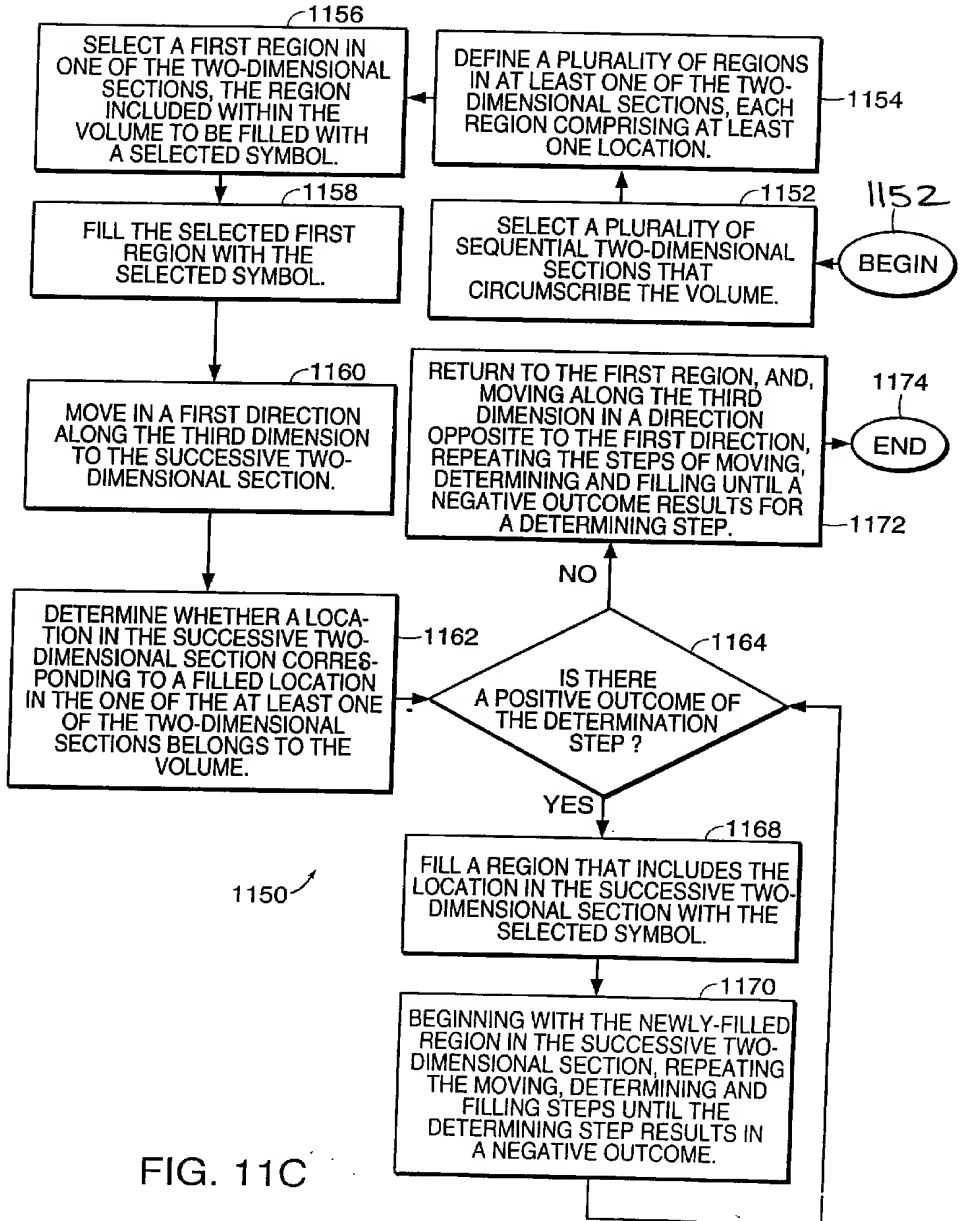 1152
BEGIN
1152
SELECT A PLURALITY OF
SEQUENTIAL TWO-DIMENSIONAL
SECTIONS THAT
CIRCUMSCRIBE THE VOLUME.
DEFINE A PLURALITY OF REGIONS
IN AT LEAST ONE OF THE TWO-
DIMENSIONAL SECTIONS, EACH
REGION COMPRISING AT LEAST
ONE LOCATION.
1154
1156
SELECT A FIRST REGION IN
ONE OF THE TWO-DIMENSIONAL
SECTIONS, THE REGION
INCLUDED WITHIN THE
VOLUME TO BE FILLED WITH
A SELECTED SYMBOL.
1158
FILL THE SELECTED FIRST
REGION WITH THE
SELECTED SYMBOL.
1160
MOVE IN A FIRST DIRECTION
ALONG THE THIRD DIMENSION
TO THE SUCCESSIVE TWO-
DIMENSIONAL SECTION.
DETERMINE WHETHER A LOCA-
TION IN THE SUCCESSIVE TWO-
DIMENSIONAL SECTION CORRES-
PONDING TO A FILLED LOCATION
IN THE ONE OF THE AT LEAST ONE
OF THE TWO-DIMENSIONAL
SECTIONS BELONGS TO THE
VOLUME.
1162
1164
IS THERE
A POSITIVE OUTCOME OF
THE DETERMINATION
STEP ?
NO
RETURN TO THE FIRST REGION, AND,
MOVING ALONG THE THIRD
DIMENSION IN A DIRECTION
OPPOSITE TO THE FIRST DIRECTION,
REPEATING THE STEPS OF MOVING,
DETERMINING AND FILLING UNTIL A
NEGATIVE OUTCOME RESULTS FOR
A DETERMINING STEP.
1172
1174
END
YES
1168
FILL A REGION THAT INCLUDES THE
LOCATION IN THE SUCCESSIVE TWO-
DIMENSIONAL SECTION WITH THE
SELECTED SYMBOL.
1170
BEGINNING WITH THE NEWLY-FILLED
REGION IN THE SUCCESSIVE TWO-
DIMENSIONAL SECTION, REPEATING
THE MOVING, DETERMINING AND
FILLING STEPS UNTIL THE
DETERMINING STEP RESULTS IN
A NEGATIVE OUTCOME.
1150
FIG. 11C